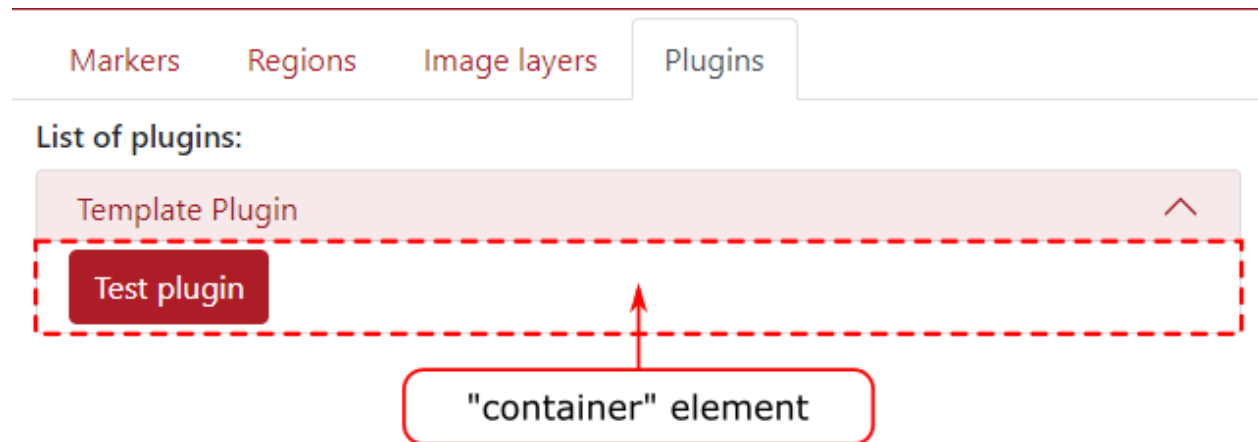 Markers Regions Image layers Plugins
List of plugins:
Template Plugin
Test plugin
"container" element